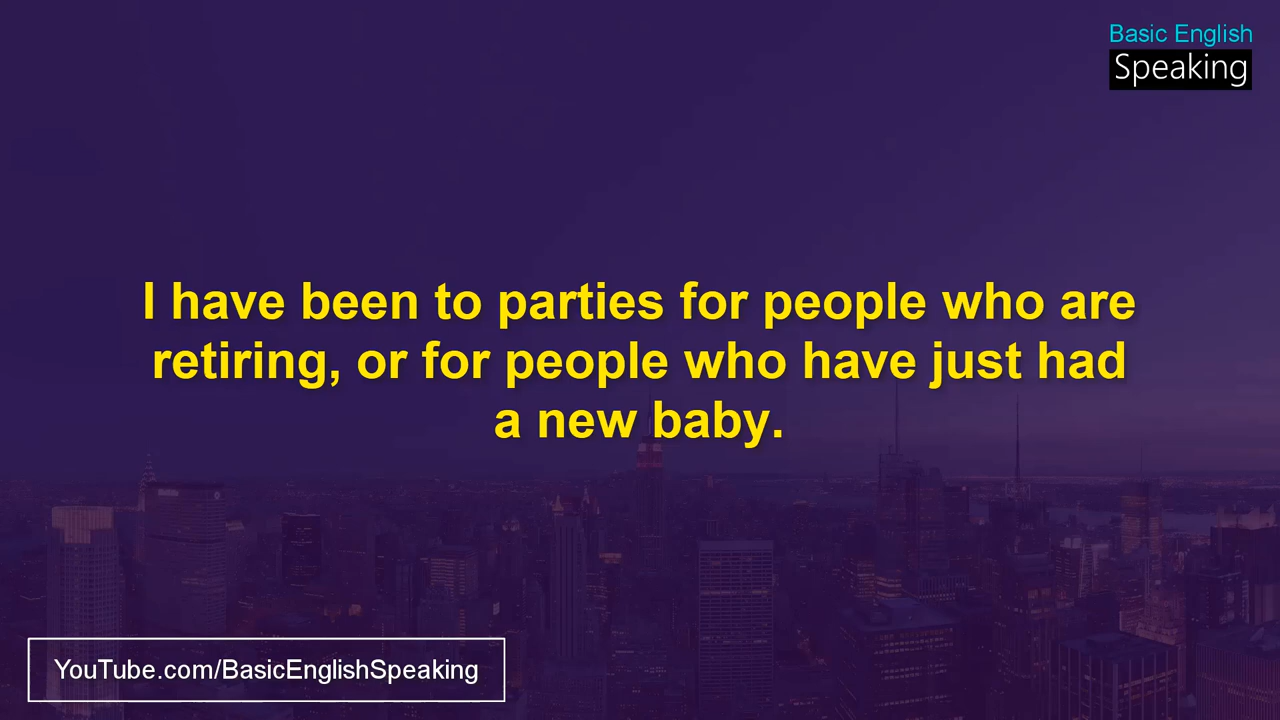 Basic English
Speaking
I have been to parties for people who are
retiring, or for people who have just had
a new baby.
YouTube.com/BasicEnglishSpeaking